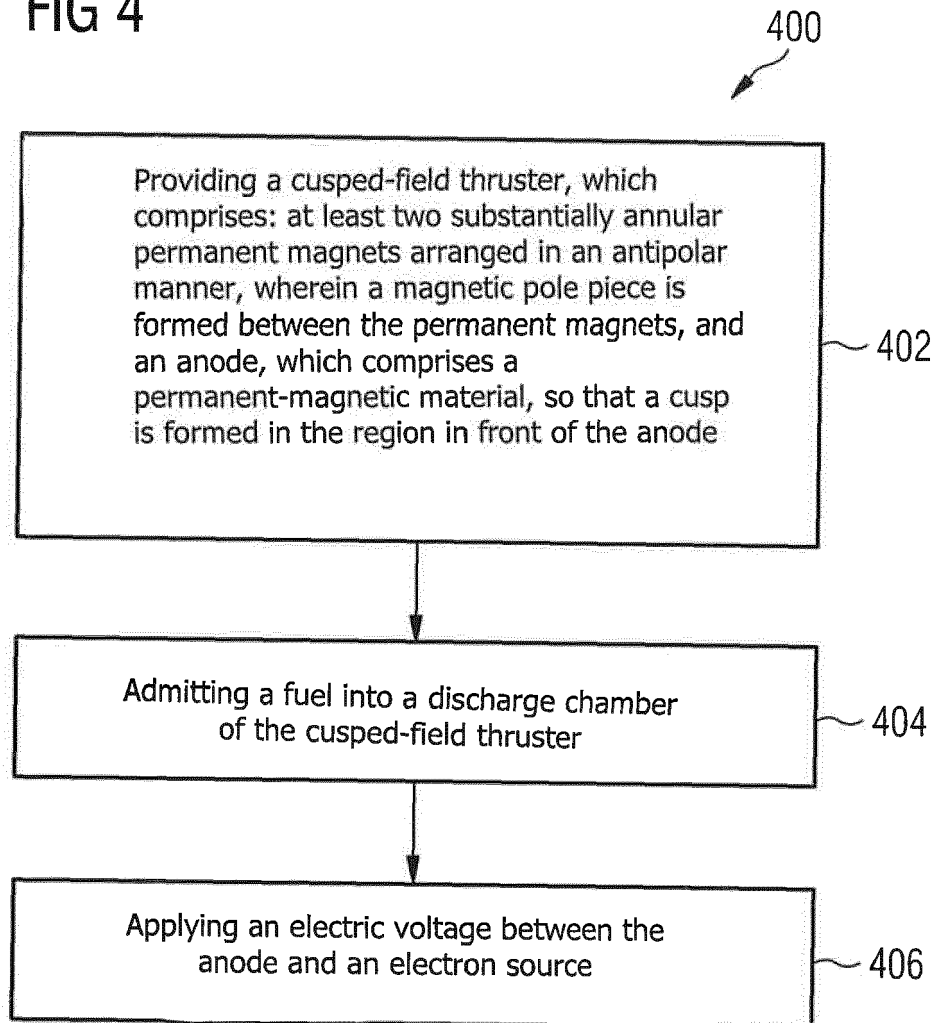 FIG 4
400
Providing a cusped-field thruster, which
comprises: at least two substantially annular
permanent magnets arranged in an antipolar
manner, wherein a magnetic pole piece is
formed between the permanent magnets, and
an anode, which comprises a
permanent-magnetic material, so that a cusp
is formed in the region in front of the anode
402
Admitting a fuel into a discharge chamber
of the cusped-field thruster
404
Applying an electric voltage between the
anode and an electron source
406